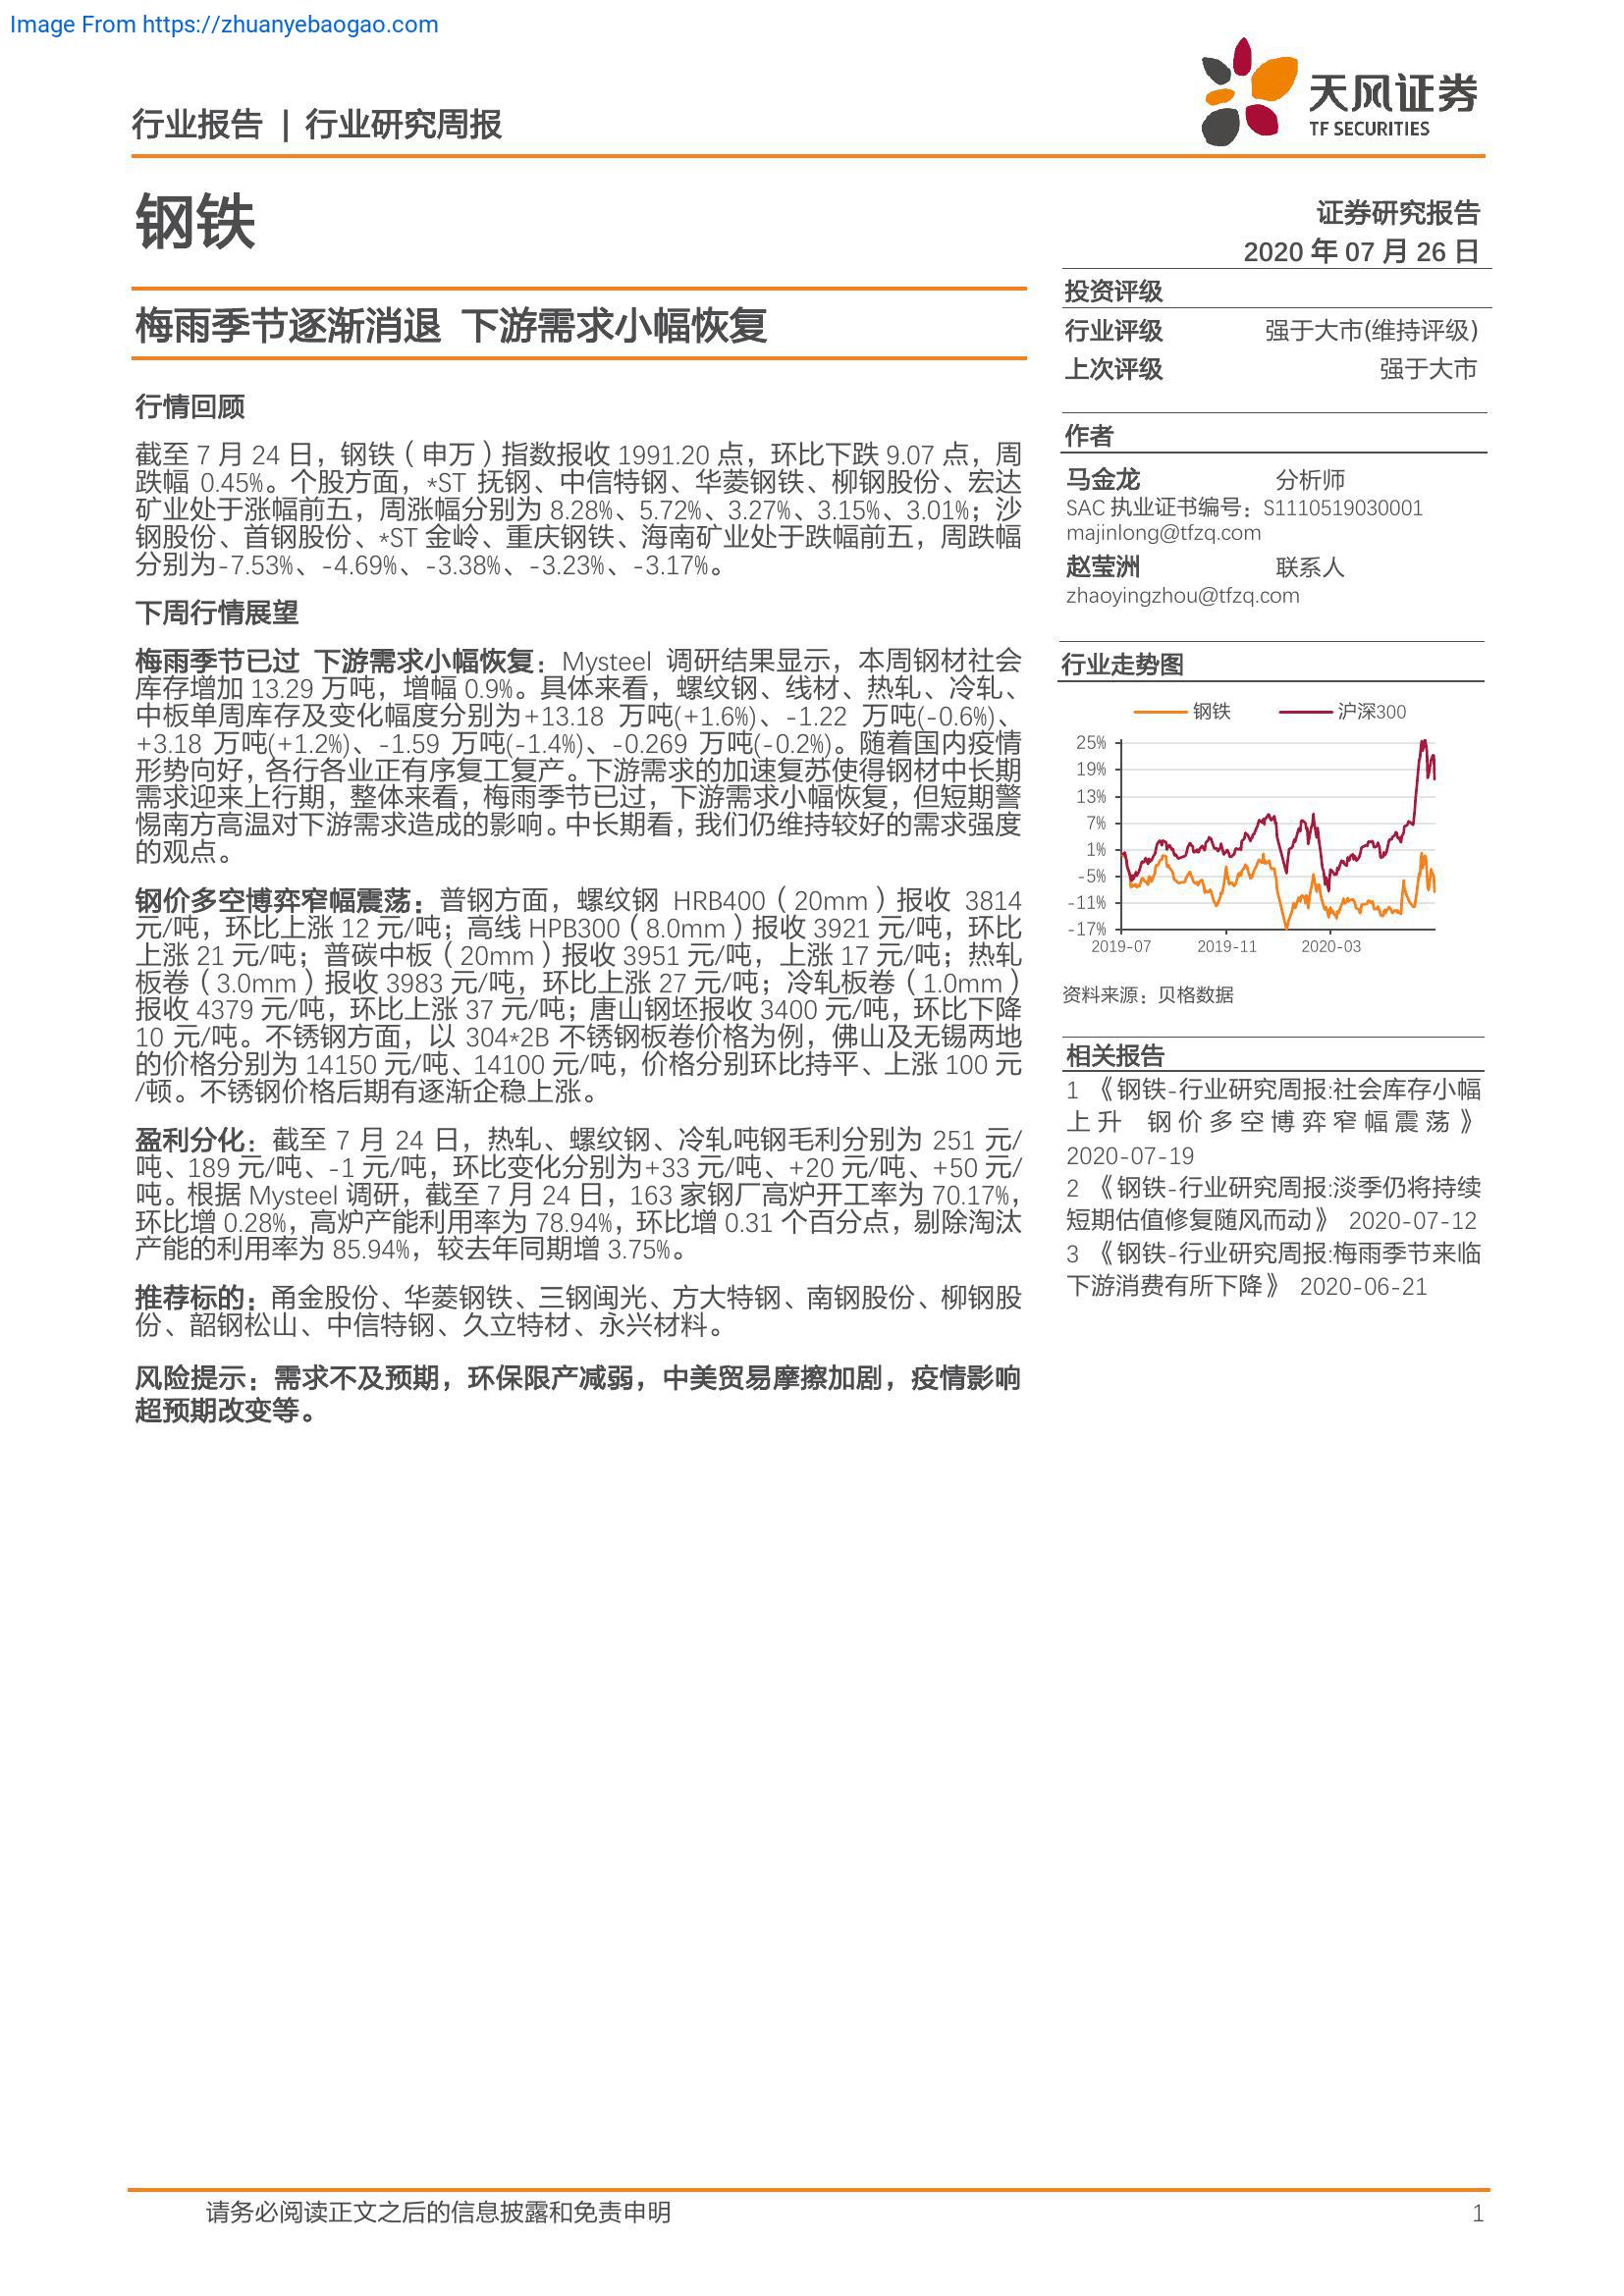 Image From https://zhuanyebaogao.com
行业报告 | 行业研究周报
天风证券
TF SECURITIES
钢铁
证券研究报告
2020 年 07 月 26 日
梅雨季节逐渐消退 下游需求小幅恢复
行情回顾
截至 7 月 24 日，钢铁（申万）指数报收 1991.20 点，环比下跌 9.07 点，周
跌幅 0.45%。个股方面，*ST 抚钢、中信特钢、华菱钢铁、柳钢股份、宏达
矿业处于涨幅前五，周涨幅分别为 8.28%、5.72%、3.27%、3.15%、3.01%；沙
钢股份、首钢股份、*ST 金岭、重庆钢铁、海南矿业处于跌幅前五，周跌幅
分别为-7.53%、-4.69%、-3.38%、-3.23%、-3.17%。
下周行情展望
梅雨季节已过 下游需求小幅恢复：Mysteel 调研结果显示，本周钢材社会
库存增加 13.29 万吨，增幅 0.9%。具体来看，螺纹钢、线材、热轧、冷轧、
中板单周库存及变化幅度分别为+13.18 万吨(+1.6%)、-1.22 万吨(-0.6%)、
+3.18 万吨(+1.2%)、-1.59 万吨(-1.4%)、-0.269 万吨(-0.2%)。随着国内疫情
形势向好，各行各业正有序复工复产。下游需求的加速复苏使得钢材中长期
需求迎来上行期，整体来看，梅雨季节已过，下游需求小幅恢复，但短期警
惕南方高温对下游需求造成的影响。中长期看，我们仍维持较好的需求强度
的观点。
钢价多空博弈窄幅震荡：普钢方面，螺纹钢 HRB400（20mm）报收 3814
元/吨，环比上涨 12 元/吨；高线 HPB300（8.0mm）报收 3921 元/吨，环比
上涨 21 元/吨；普碳中板（20mm）报收 3951 元/吨，上涨 17 元/吨；热轧
板卷（3.0mm）报收 3983 元/吨，环比上涨 27 元/吨；冷轧板卷（1.0mm）
报收 4379 元/吨，环比上涨 37 元/吨；唐山钢坯报收 3400 元/吨，环比下降
10 元/吨。不锈钢方面，以 304*2B 不锈钢板卷价格为例，佛山及无锡两地
的价格分别为 14150 元/吨、14100 元/吨，价格分别环比持平、上涨 100 元
/顿。不锈钢价格后期有逐渐企稳上涨。
盈利分化：截至 7 月 24 日，热轧、螺纹钢、冷轧吨钢毛利分别为 251 元/
吨、189 元/吨、-1 元/吨，环比变化分别为+33 元/吨、+20 元/吨、+50 元/
吨。根据 Mysteel 调研，截至 7 月 24 日，163 家钢厂高炉开工率为 70.17%，
环比增 0.28%，高炉产能利用率为 78.94%，环比增 0.31 个百分点，剔除淘汰
产能的利用率为 85.94%，较去年同期增 3.75%。
推荐标的：甬金股份、华菱钢铁、三钢闽光、方大特钢、南钢股份、柳钢股
份、韶钢松山、中信特钢、久立特材、永兴材料。
风险提示：需求不及预期，环保限产减弱，中美贸易摩擦加剧，疫情影响
超预期改变等。
投资评级
行业评级 强于大市(维持评级)
上次评级 强于大市
作者
马金龙 分析师
SAC 执业证书编号：S1110519030001
majinlong@tfzq.com
赵莹洲 联系人
zhaoyingzhou@tfzq.com
行业走势图
钢铁 沪深300
25%
19%
13%
7%
1%
-5%
-11%
-17%
2019-07 2019-11 2020-03
资料来源：贝格数据
相关报告
1 《钢铁-行业研究周报:社会库存小幅
上升 钢价多空博弈窄幅震荡》
2020-07-19
2 《钢铁-行业研究周报:淡季仍将持续
短期估值修复随风而动》 2020-07-12
3 《钢铁-行业研究周报:梅雨季节来临
下游消费有所下降》 2020-06-21
请务必阅读正文之后的信息披露和免责申明 1